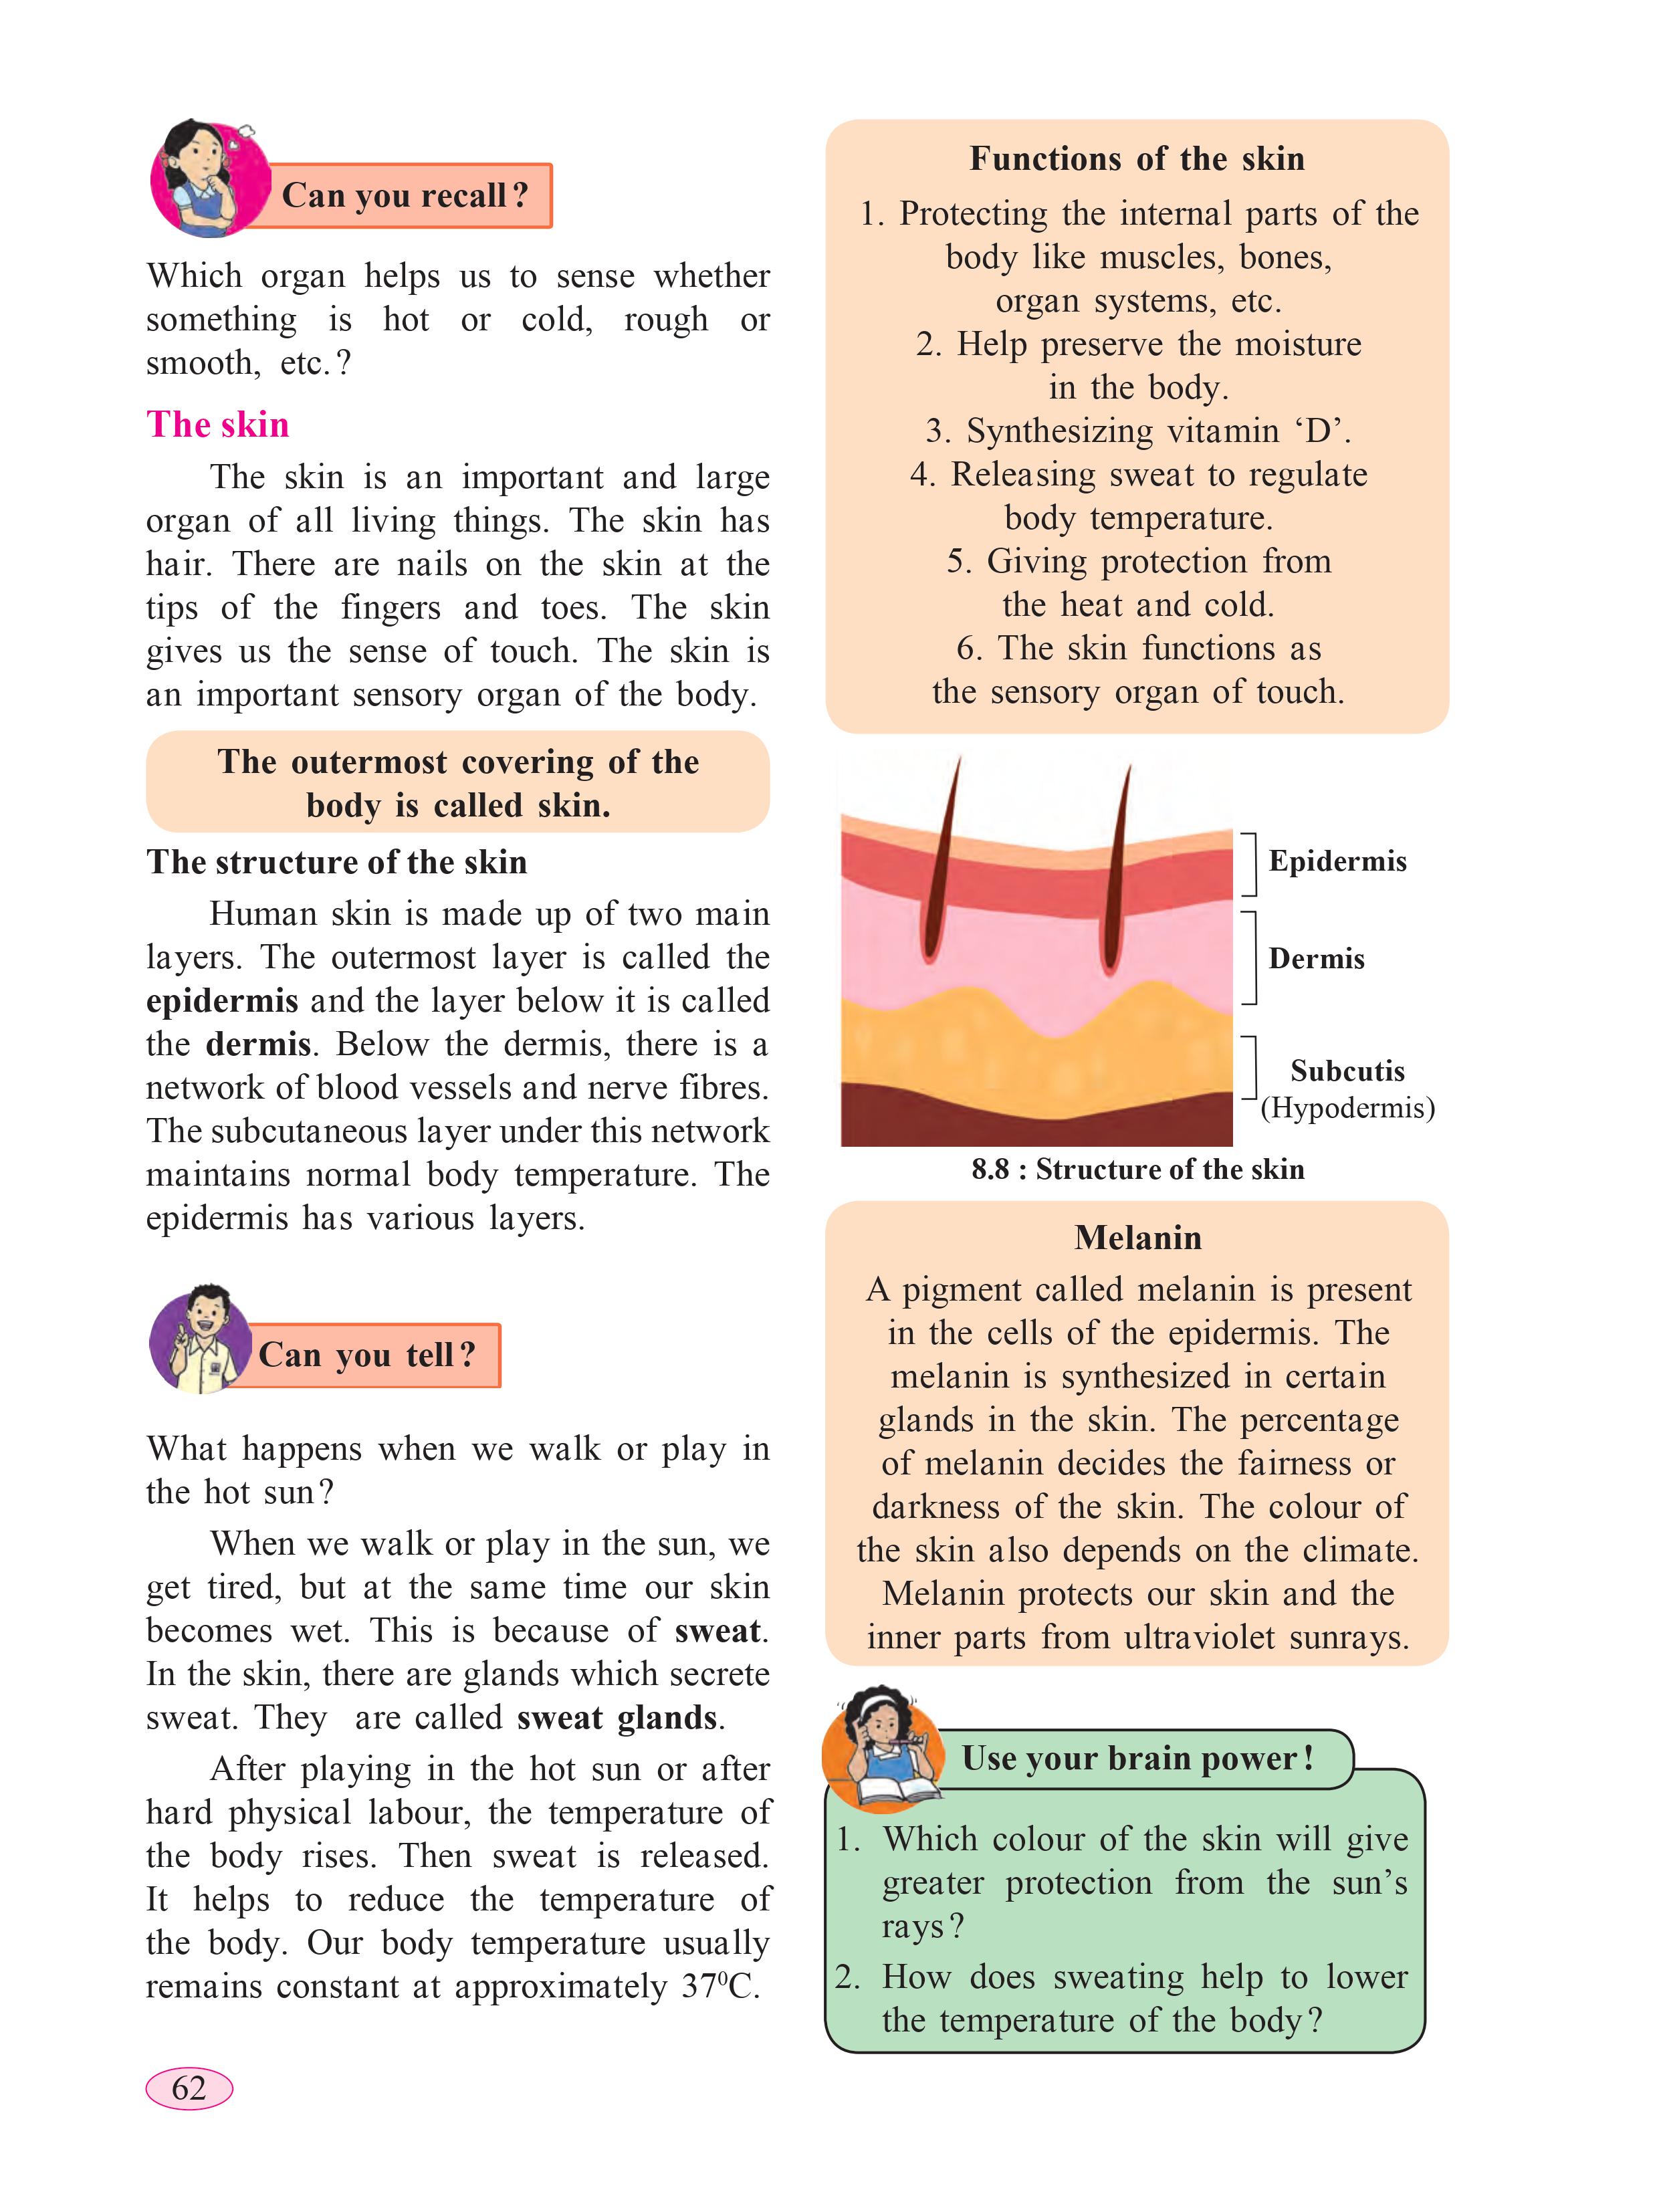 Can you recall?
Which organ helps us to sense whether
something is hot or cold, rough or
smooth, etc.?
The skin
The skin is an important and large
organ of all living things. The skin has
hair. There are nails on the skin at the
tips of the fingers and toes. The skin
gives us the sense of touch. The skin is
an important sensory organ of the body.
The outermost covering of the
body is called skin.
The structure of the skin
Human skin is made up of two main
layers. The outermost layer is called the
epidermis and the layer below it is called
the dermis. Below the dermis, there is a
network of blood vessels and nerve fibres.
The subcutaneous layer under this network
maintains normal body temperature. The
epidermis has various layers.
Can you tell?
What happens when we walk or play in
the hot sun?
When we walk or play in the sun, we
get tired, but at the same time our skin
becomes wet. This is because of sweat.
In the skin, there are glands which secrete
sweat. They are called sweat glands.
After playing in the hot sun or after
hard physical labour, the temperature of
the body rises. Then sweat is released.
It helps to reduce the temperature of
the body. Our body temperature usually
remains constant at approximately 37⁰C.
Functions of the skin
1. Protecting the internal parts of the
body like muscles, bones,
organ systems, etc.
2. Help preserve the moisture
in the body.
3. Synthesizing vitamin ‘D’.
4. Releasing sweat to regulate
body temperature.
5. Giving protection from
the heat and cold.
6. The skin functions as
the sensory organ of touch.
Epidermis
Dermis
Subcutis
(Hypodermis)
8.8 : Structure of the skin
Melanin
A pigment called melanin is present
in the cells of the epidermis. The
melanin is synthesized in certain
glands in the skin. The percentage
of melanin decides the fairness or
darkness of the skin. The colour of
the skin also depends on the climate.
Melanin protects our skin and the
inner parts from ultraviolet sunrays.
Use your brain power!
1. Which colour of the skin will give
greater protection from the sun’s
rays?
2. How does sweating help to lower
the temperature of the body?
62